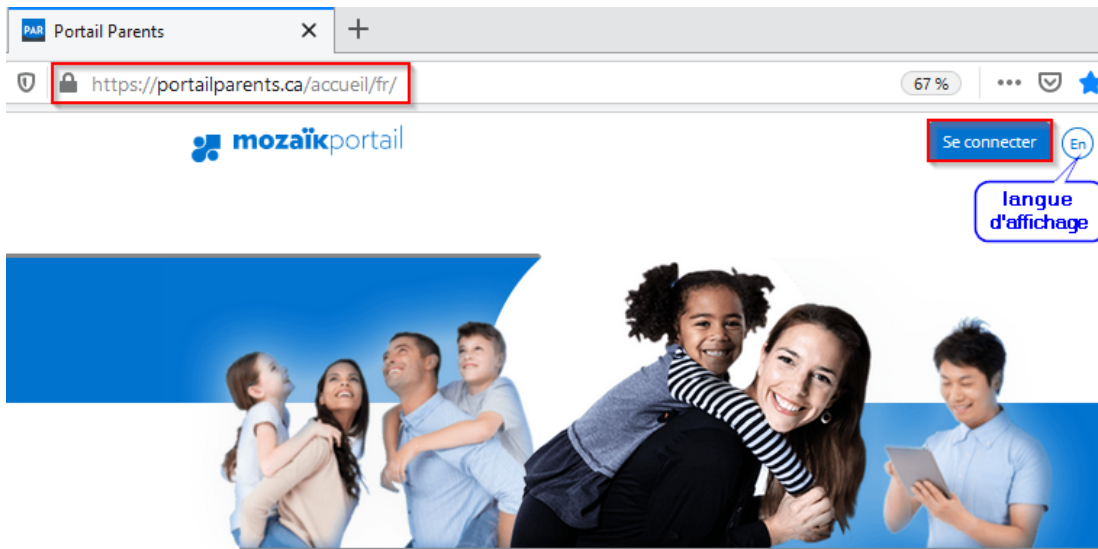 PAR Portail Parents
https://portailparents.ca/accueil/fr/
67 %
mozaïkportail
Se connecter
En
langue
d'affichage